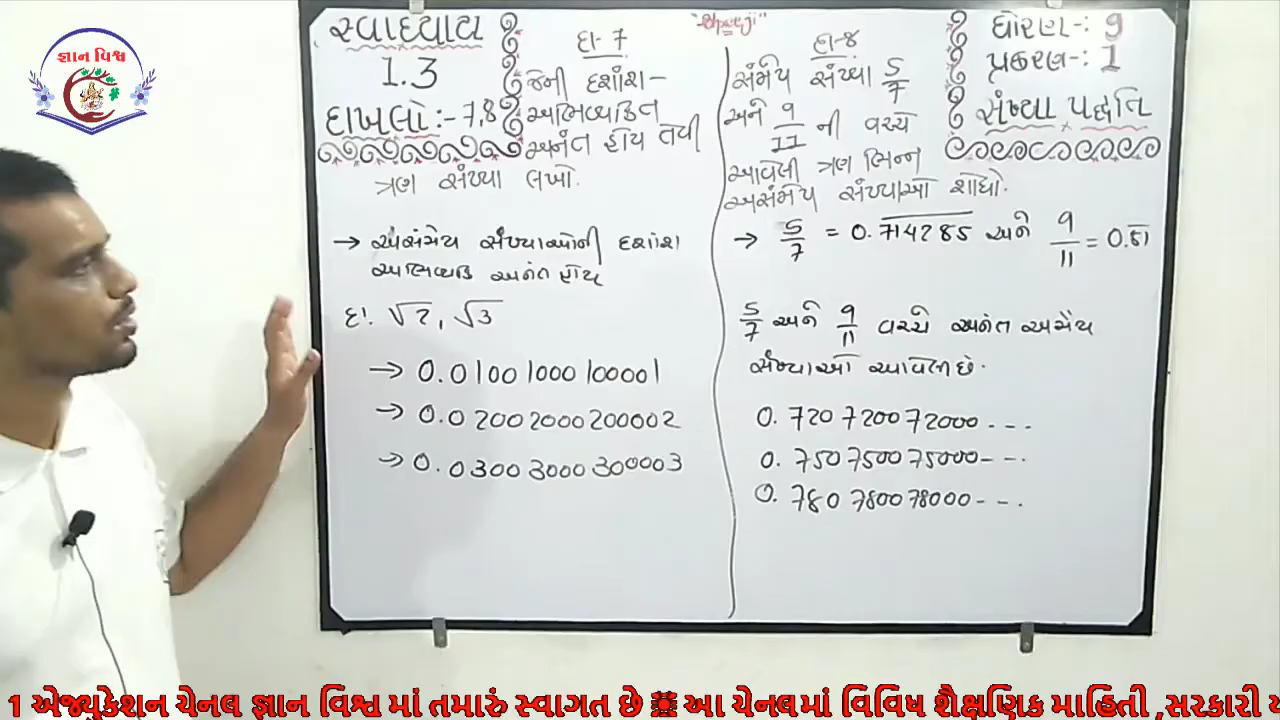 જ્ઞાન વિશ્વ
સ્વાધ્યાય
1.3
દાખલો:-7,8
દા-7
જેની દશાંશ-
અભિવ્યક્તિ
અનંત હોય તેવી
ત્રણ સંખ્યા લખો.
→ અસંમેય સંખ્યાઓની દશાંશ
અભિવ્યક્તિ અનંત હોય
દા. √2, √3
→ 0.01001000100001
→ 0.02002000200002
→ 0.03003000300003
"Bhperji"
દા-8
સંમેય સંખ્યા 5/7
અને 9/11 ની વચ્ચે
આવેલી ત્રણ ભિન્ન
અસંમેય સંખ્યાઓ શોધો.
→ 5/7 = 0.714285 અને 9/11 = 0.81
5/7 અને 9/11 વચ્ચે અનંત અસંમેય
સંખ્યાઓ આવેલી છે.
0.720720072000---
0.750750075000---
0.780780078000---
ધોરણ-: 9
પ્રકરણ-: 1
સંખ્યા પદ્ધતિ
1 એજ્યુકેશન ચેનલ જ્ઞાન વિશ્વ માં તમારું સ્વાગત છે આ ચેનલમાં વિવિધ શૈક્ષણિક માહિતી ,સરકારી